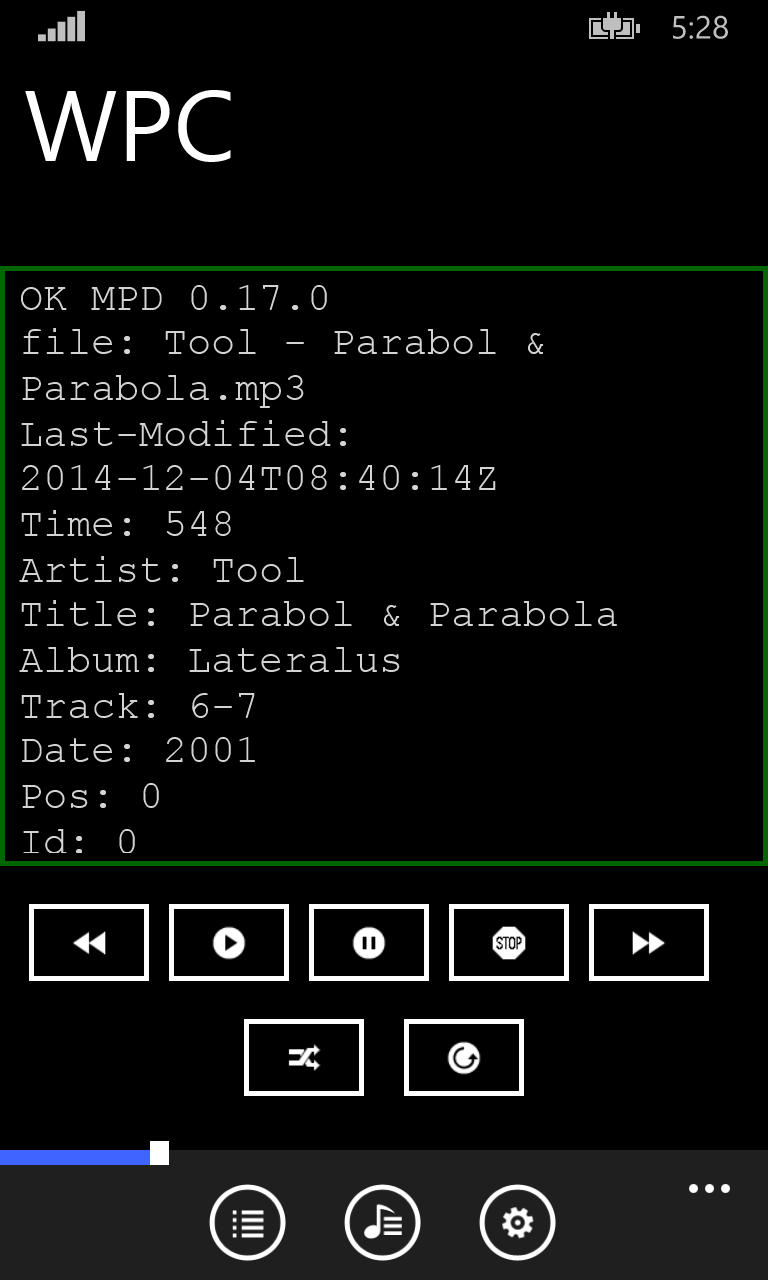 5:28
WPC
OK MPD 0.17.0
file: Tool - Parabol &
Parabola.mp3
Last-Modified:
2014-12-04T08:40:14Z
Time: 548
Artist: Tool
Title: Parabol & Parabola
Album: Lateralus
Track: 6-7
Date: 2001
Pos: 0
Id: 0
STOP